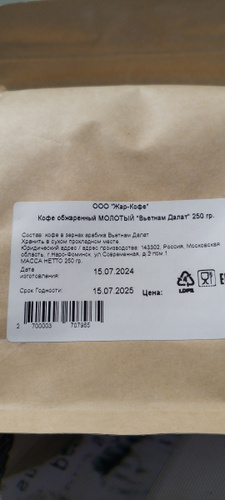 ООО "Жар-Кофе"
Кофе обжаренный МОЛОТЫЙ "Вьетнам Далат" 250 гр.
Состав: кофе в зернах арабика Вьетнам Далат
Хранить в сухом прохладном месте
Юридический адрес / адрес производства: 143302, Россия, Московская
область, г.Наро-Фоминск, ул.Современная, д.2 пом.1
МАССА НЕТТО 250 гр.
Дата
изготовления: 15.07.2024
Срок Годности: 15.07.2025 Цена:
LDPE
2 700003 707955